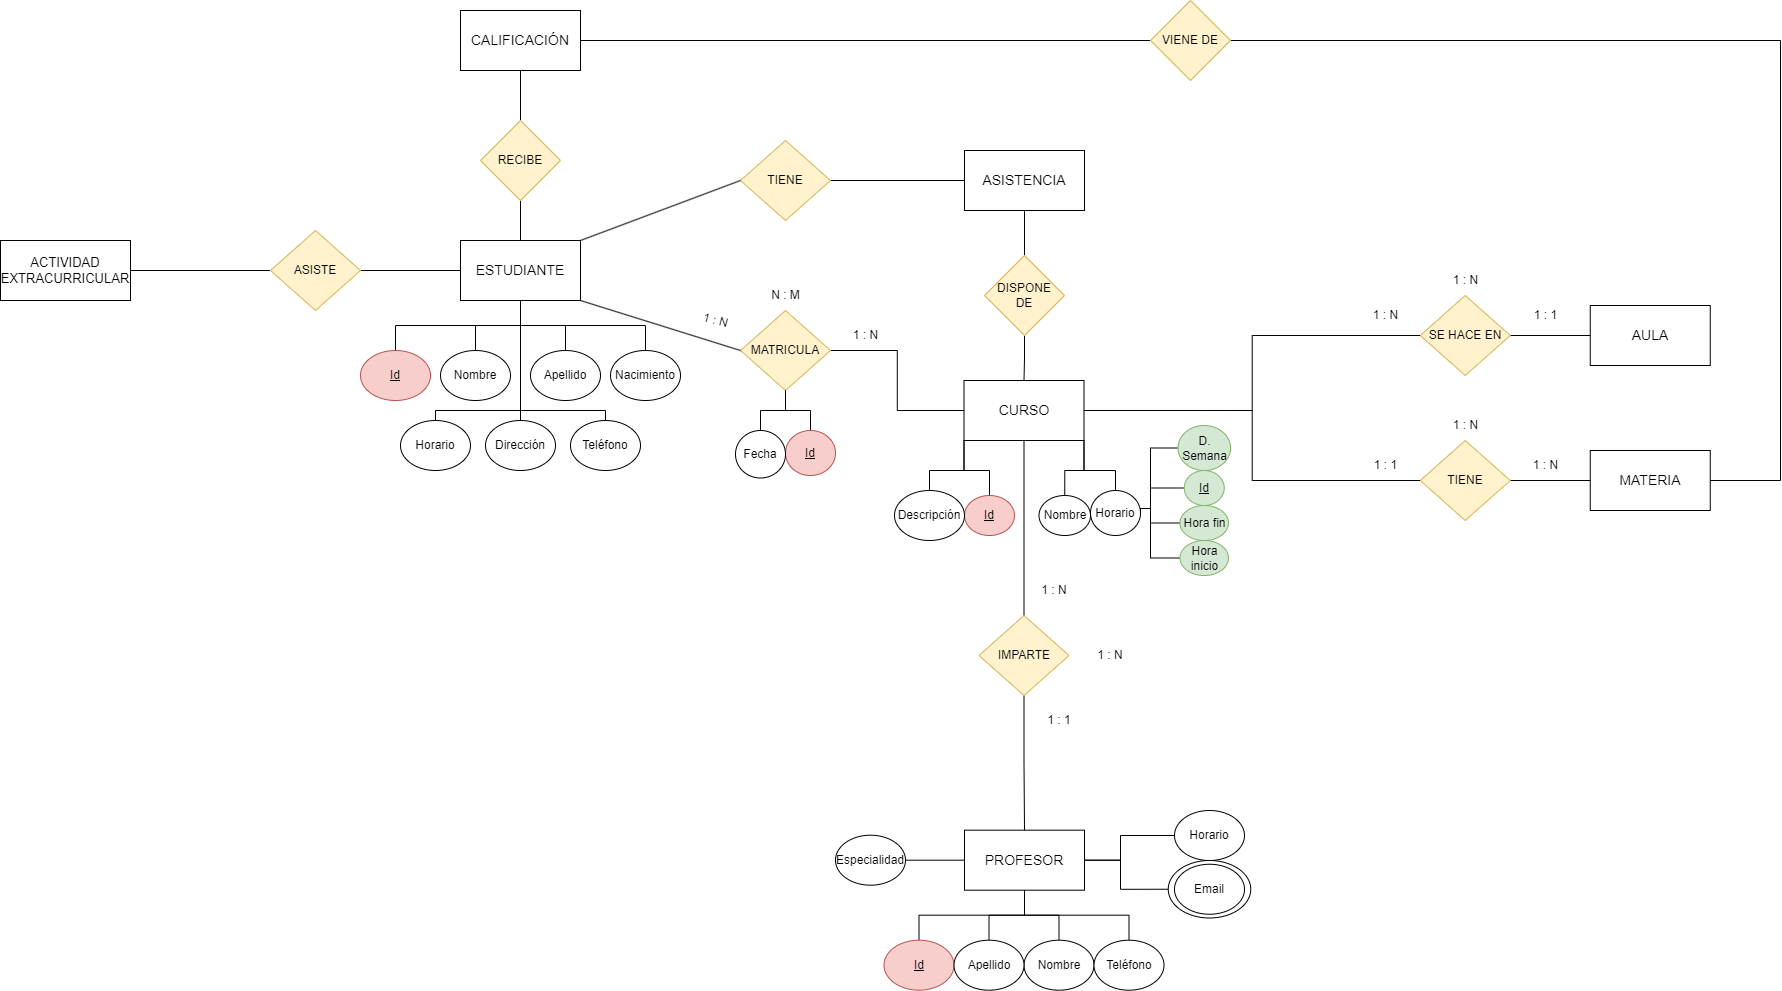 CALIFICACIÓN
VIENE DE
RECIBE
TIENE
ASISTENCIA
ACTIVIDAD
EXTRACURRICULAR
ASISTE
ESTUDIANTE
DISPONE
DE
N : M
1 : N
MATRICULA
1 : N
1 : N
1 : N
SE HACE EN
1 : 1
AULA
Id
Nombre
Apellido
Nacimiento
Horario
Dirección
Teléfono
Fecha
Id
CURSO
1 : N
1 : 1
TIENE
1 : N
MATERIA
D.
Semana
Id
Hora fin
Hora
inicio
Descripción
Id
Nombre
Horario
1 : N
IMPARTE
1 : N
1 : 1
Especialidad
PROFESOR
Horario
Email
Id
Apellido
Nombre
Teléfono